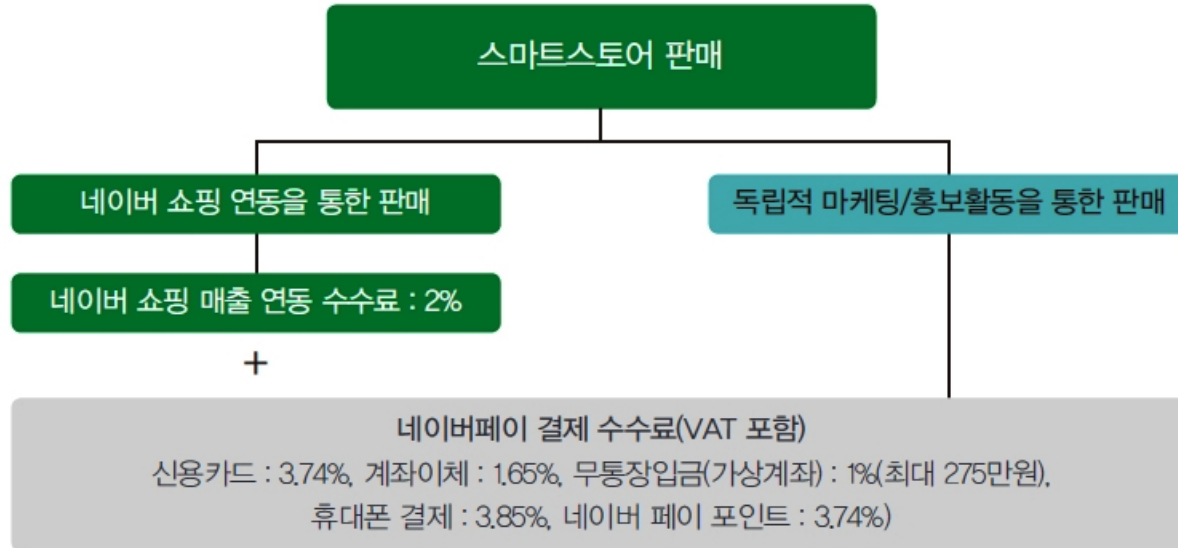 스마트스토어 판매
네이버 쇼핑 연동을 통한 판매
독립적 마케팅/홍보활동을 통한 판매
네이버 쇼핑 매출 연동 수수료 : 2%
+
네이버페이 결제 수수료(VAT 포함)
신용카드 : 3.74%, 계좌이체 : 1.65%, 무통장입금(가상계좌) : 1%(최대 275만원),
휴대폰 결제 : 3.85%, 네이버 페이 포인트 : 3.74%)